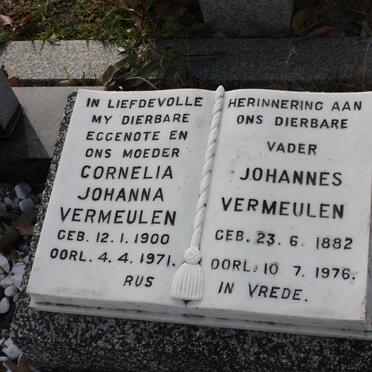 IN LIEFDEVOLLE
MY DIERBARE
EGGENOTE EN
ONS MOEDER
CORNELIA
JOHANNA
VERMEULEN
GEB. 12. 1. 1900
OORL. 4. 4. 1971.
RUS
HERINNERING AAN
ONS DIERBARE
VADER
JOHANNES
VERMEULEN
GEB. 23. 6. 1882
OORL. 10 7. 1976.
IN VREDE.